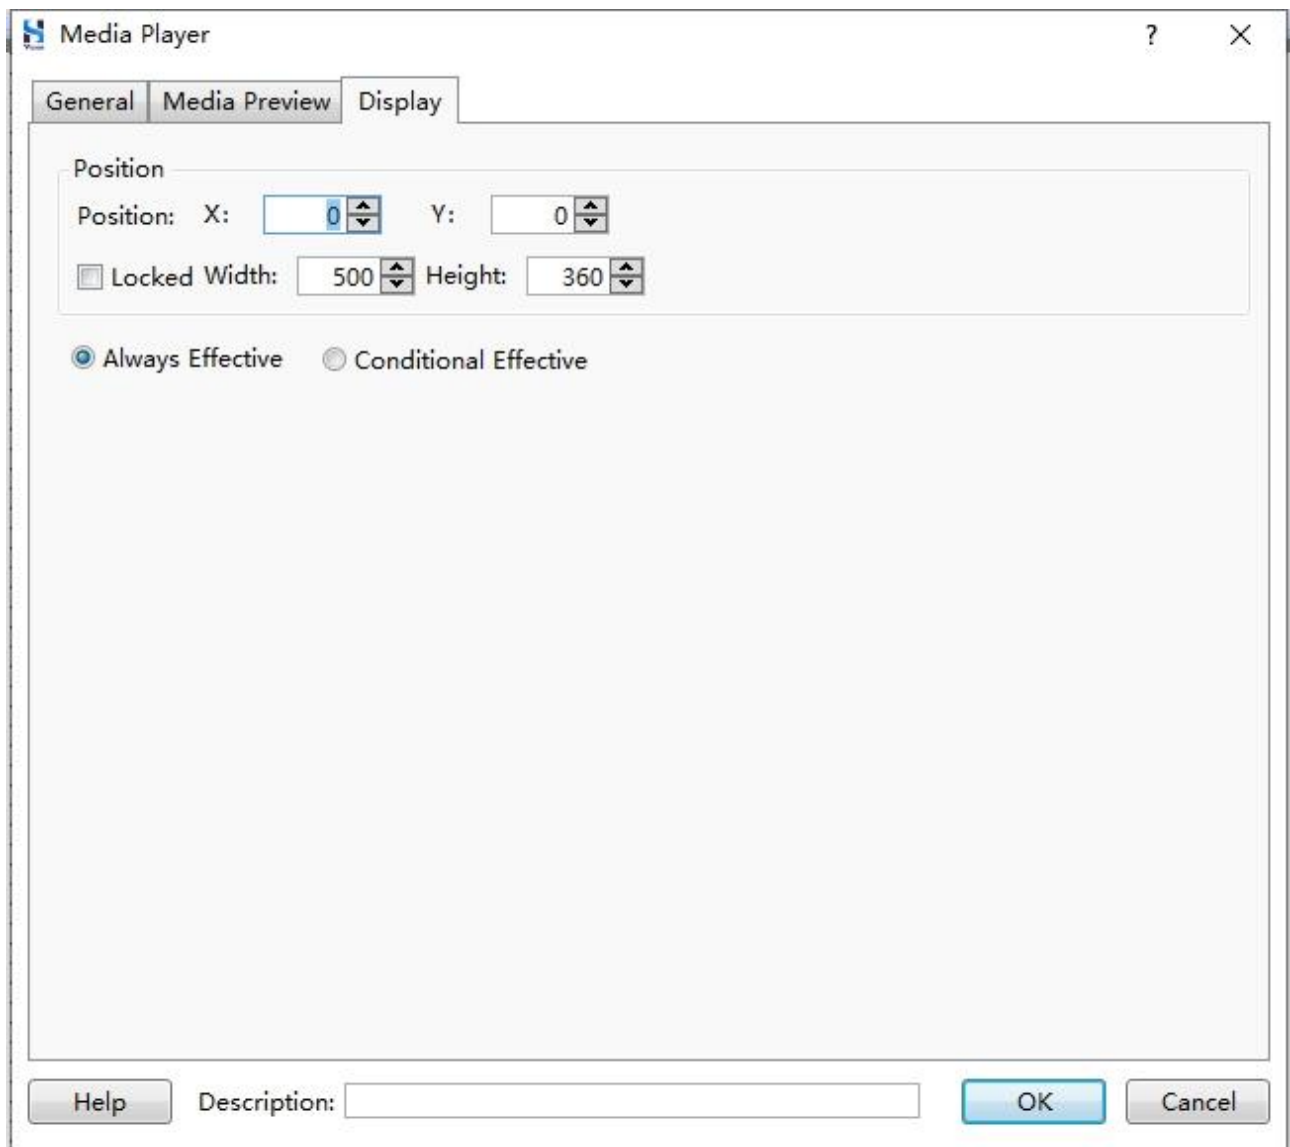 Media Player ?
General Media Preview Display
Position
Position: X: 0 Y: 0
Locked Width: 500 Height: 360
Always Effective Conditional Effective
Help Description: OK Cancel